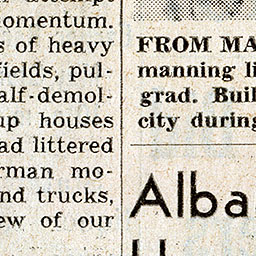 omentum.
s of heavy
fields, pul-
alf-demol-
up houses
ad littered
rman mo-
nd trucks,
ew of our
FROM MA
manning li
grad. Buil
city during
Alba